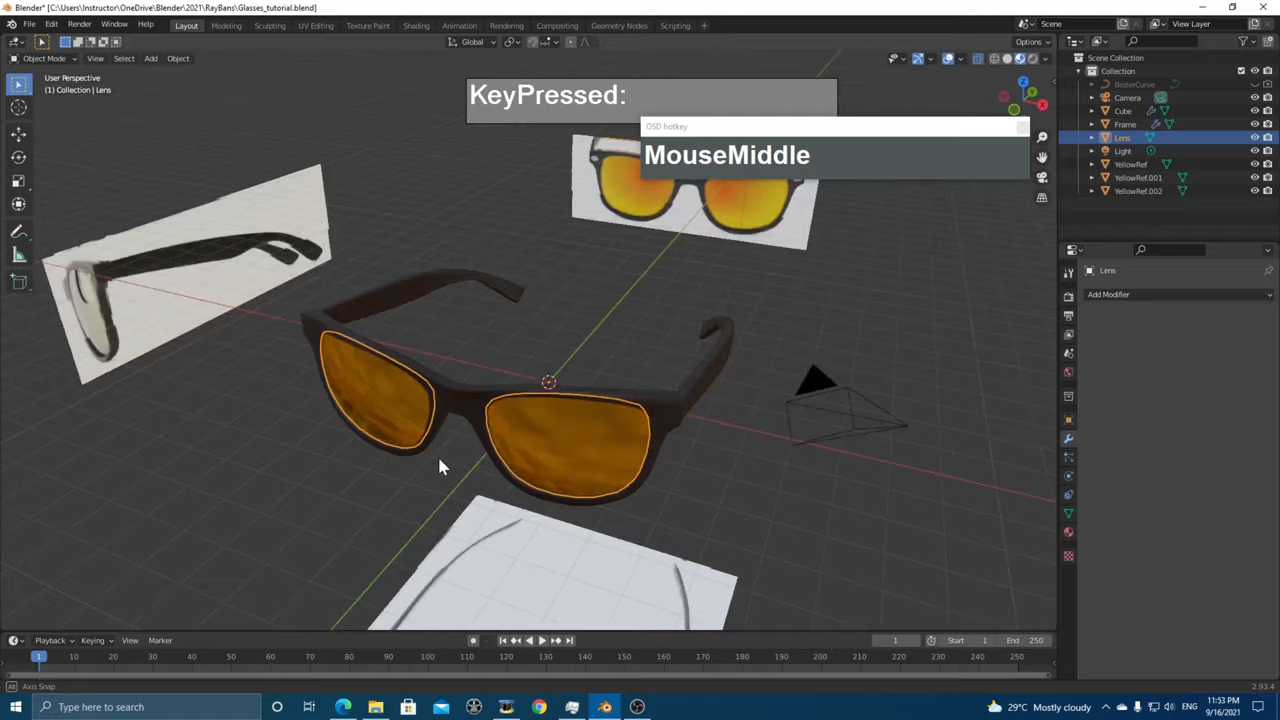 Blender* [C:\Users\Instructor\OneDrive\Blender\2021\RayBans\Glasses_tutorial.blend]
File Edit Render Window Help Layout Modeling Sculpting UV Editing Texture Paint Shading Animation Rendering Compositing Geometry Nodes Scripting + Scene View Layer
Global Options
Object Mode View Select Add Object
User Perspective
(1) Collection | Lens
KeyPressed:
OSD hotkey
MouseMiddle
Z
Y
X
Scene Collection
Collection
BezierCurve
Camera
Cube
Frame
Lens
Light
YellowRef
YellowRef.001
YellowRef.002
Lens
Add Modifier
Playback Keying View Marker 1 Start 1 End 250
1 10 20 30 40 50 60 70 80 90 100 110 120 130 140 150 160 170 180 190 200 210 220 230 240 250
Axis Snap 2.93.4
Type here to search
29°C Mostly cloudy
11:53 PM
9/16/2021